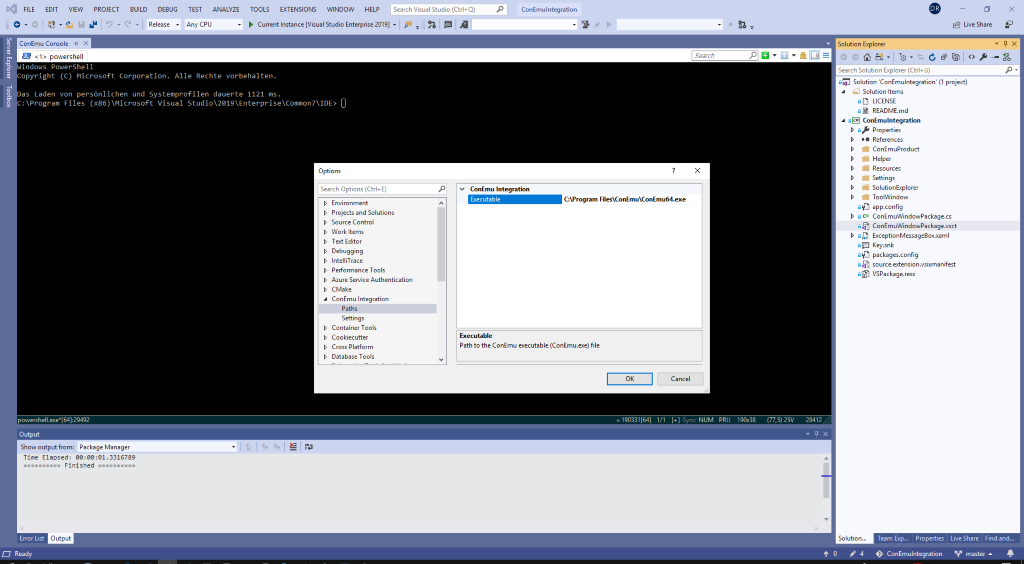 FILE EDIT VIEW PROJECT BUILD DEBUG TEST ANALYZE TOOLS EXTENSIONS WINDOW HELP Search Visual Studio (Ctrl+Q) ConEmuIntegration DR
Release Any CPU Current Instance (Visual Studio Enterprise 2019) Live Share
Server Explorer
Toolbox
ConEmu Console
<1> powershell
Search
Windows PowerShell
Copyright (C) Microsoft Corporation. Alle Rechte vorbehalten.
Das Laden von persönlichen und Systemprofilen dauerte 1121 ms.
C:\Program Files (x86)\Microsoft Visual Studio\2019\Enterprise\Common7\IDE>
Options
? X
Search Options (Ctrl+E)
Environment
Projects and Solutions
Source Control
Work Items
Text Editor
Debugging
IntelliTrace
Performance Tools
Azure Service Authentication
CMake
ConEmu Integration
Paths
Settings
Container Tools
Cookiecutter
Cross Platform
Database Tools
ConEmu Integration
Executable C:\Program Files\ConEmu\ConEmu64.exe
Executable
Path to the ConEmu executable (ConEmu.exe) file
OK Cancel
powershell.exe*[64]:29492
« 190331[64] 1/1 [+] Sync NUM PRI: 190x38 (77,5) 25V 28412
Output
Show output from: Package Manager
Time Elapsed: 00:00:01.3316789
========== Finished ==========
Error List Output
Solution Explorer
Search Solution Explorer (Ctrl+ü)
Solution 'ConEmuIntegration' (1 project)
Solution Items
LICENSE
README.md
ConEmuIntegration
Properties
References
ConEmuProduct
Helper
Resources
Settings
SolutionExplorer
ToolWindow
app.config
ConEmuWindowPackage.cs
ConEmuWindowPackage.vsct
ExceptionMessageBox.xaml
Key.snk
packages.config
source.extension.vsixmanifest
VSPackage.resx
Solution... Team Exp... Properties Live Share Find and...
Ready
0 4 ConEmuIntegration master